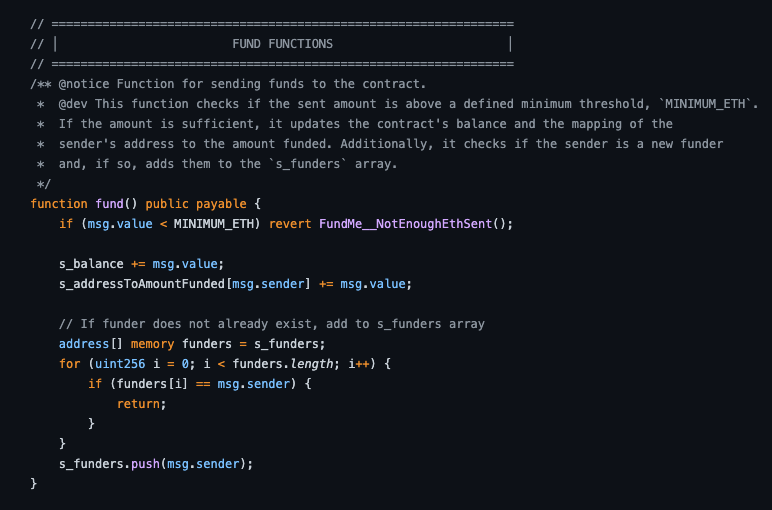 // ================================================================
// |                        FUND FUNCTIONS                        |
// ================================================================
/** @notice Function for sending funds to the contract.
 *  @dev This function checks if the sent amount is above a defined minimum threshold, `MINIMUM_ETH`.
 *  If the amount is sufficient, it updates the contract's balance and the mapping of the
 *  sender's address to the amount funded. Additionally, it checks if the sender is a new funder
 *  and, if so, adds them to the `s_funders` array.
 */
function fund() public payable {
    if (msg.value < MINIMUM_ETH) revert FundMe__NotEnoughEthSent();

    s_balance += msg.value;
    s_addressToAmountFunded[msg.sender] += msg.value;

    // If funder does not already exist, add to s_funders array
    address[] memory funders = s_funders;
    for (uint256 i = 0; i < funders.length; i++) {
        if (funders[i] == msg.sender) {
            return;
        }
    }
    s_funders.push(msg.sender);
}